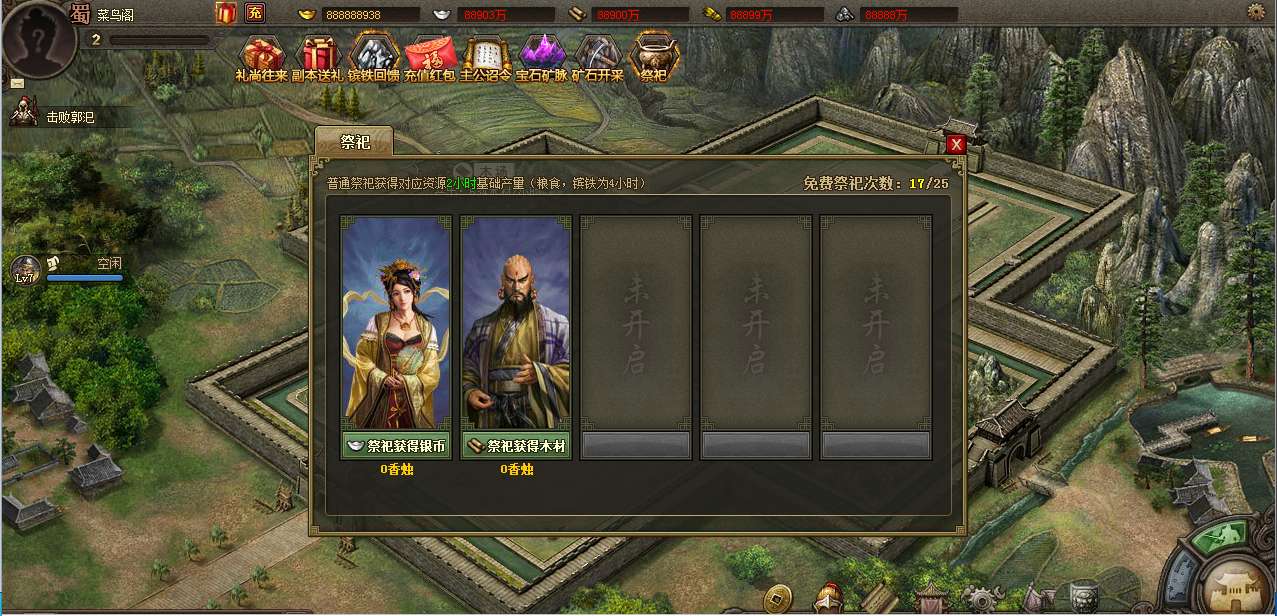 蜀 菜鸟阁 充 888888938 88903万 88900万 88899万 88888万
2
礼尚往来 副本送礼 镔铁回馈 充值红包 主公诏令 宝石矿脉 矿石开采 祭祀
击败郭汜
祭祀
X
普通祭祀获得对应资源2小时基础产量（粮食，镔铁为4小时）
免费祭祀次数：17/25
空闲
Lv7
未开启 未开启 未开启
祭祀获得银币 祭祀获得木材
0香烛 0香烛